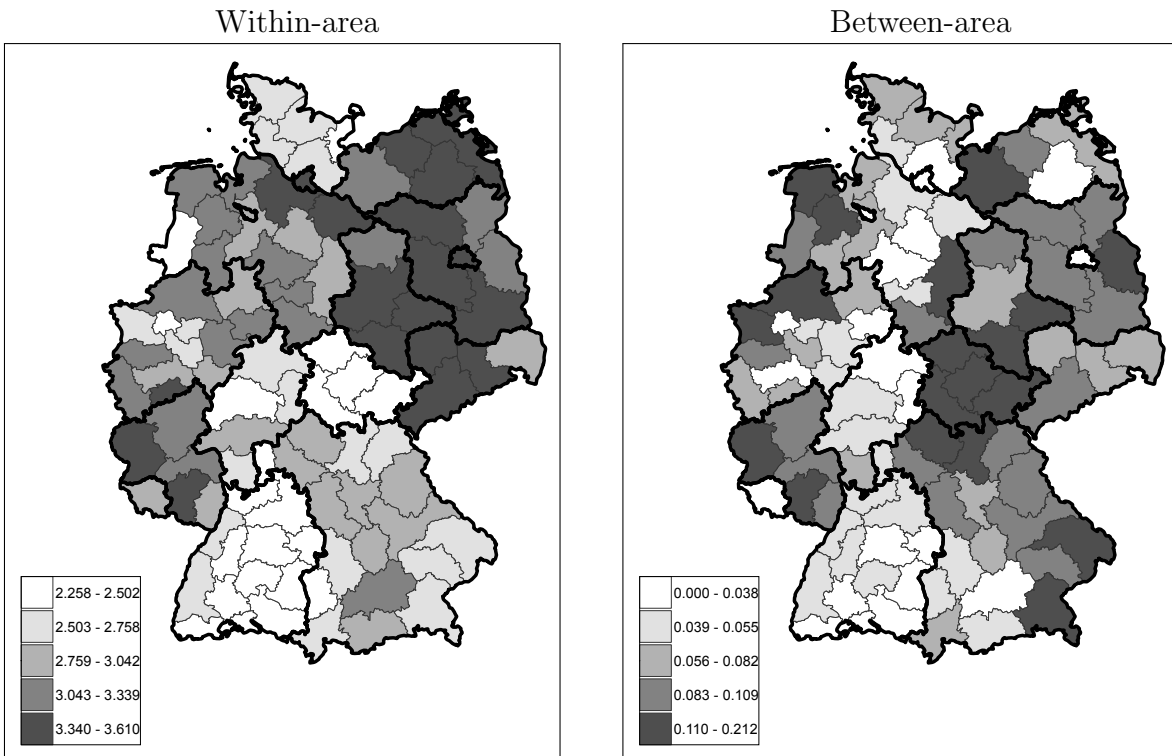 Within-area
2.258 - 2.502
2.503 - 2.758
2.759 - 3.042
3.043 - 3.339
3.340 - 3.610
Between-area
0.000 - 0.038
0.039 - 0.055
0.056 - 0.082
0.083 - 0.109
0.110 - 0.212